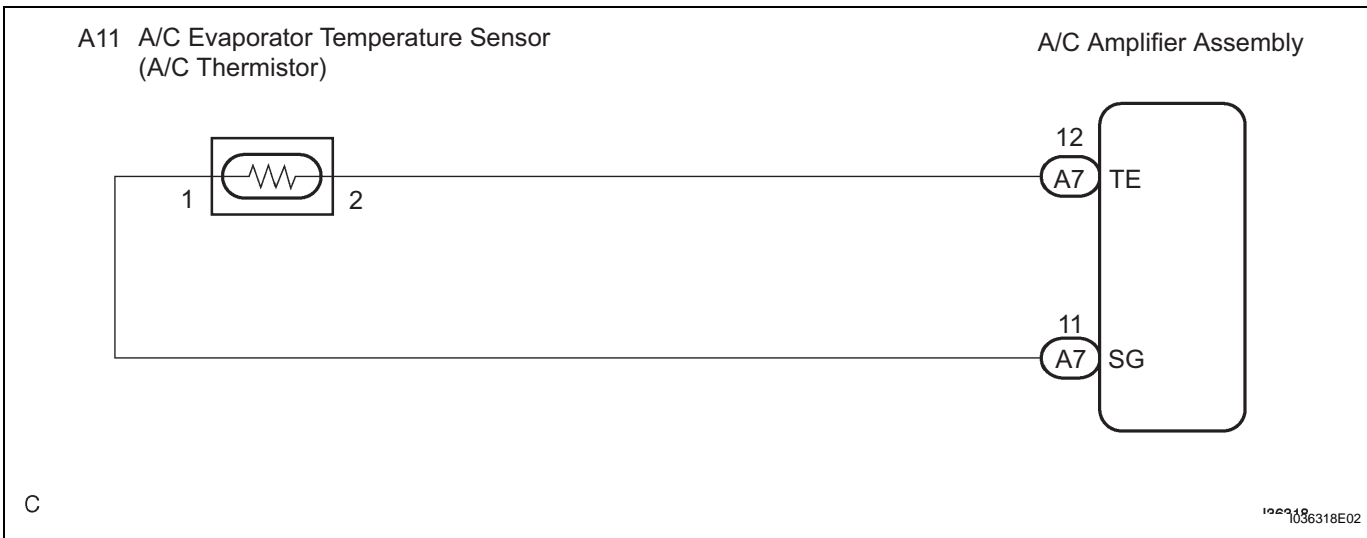 A11 A/C Evaporator Temperature Sensor
(A/C Thermistor)
A/C Amplifier Assembly
12
A7 TE
1
2
11
A7 SG
C
I036318E02